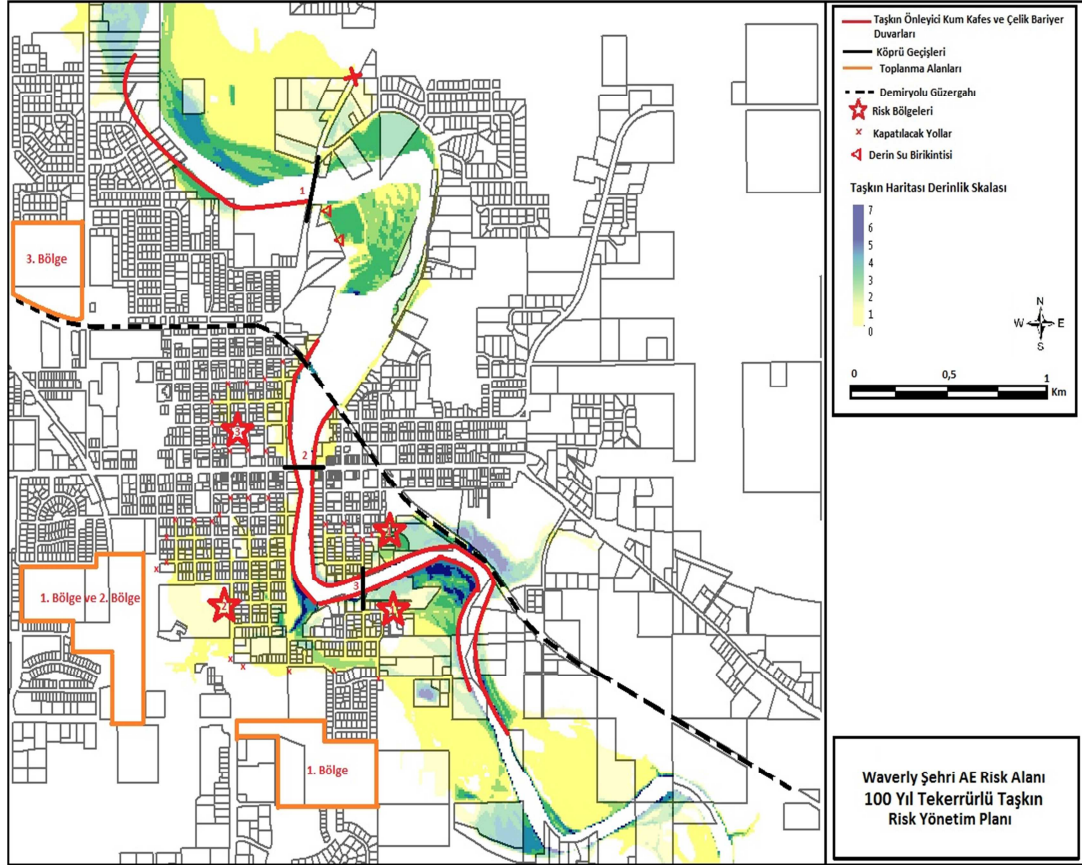 Taşkın Önleyici Kum Kafes ve Çelik Bariyer
Duvarları
Köprü Geçişleri
Toplanma Alanları
Demiryolu Güzergahı
Risk Bölgeleri
Kapatılacak Yollar
Derin Su Birikintisi
Taşkın Haritası Derinlik Skalası
7
6
5
4
3
2
1
0
N
W E
S
0 0,5 1
Km
1
3. Bölge
3
2
3
1. Bölge ve 2. Bölge
2
1
1. Bölge
Waverly Şehri AE Risk Alanı
100 Yıl Tekerrürlü Taşkın
Risk Yönetim Planı